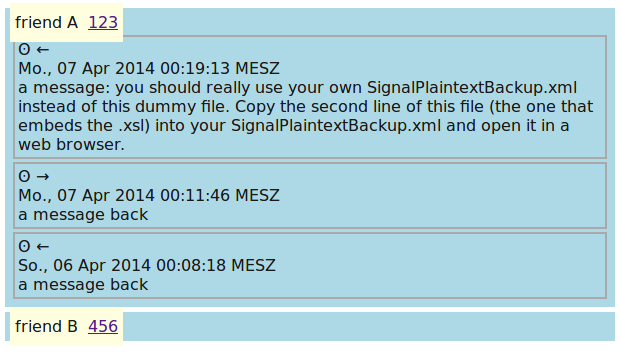 friend A 123
ʘ ←
Mo., 07 Apr 2014 00:19:13 MESZ
a message: you should really use your own SignalPlaintextBackup.xml
instead of this dummy file. Copy the second line of this file (the one that
embeds the .xsl) into your SignalPlaintextBackup.xml and open it in a
web browser.
ʘ →
Mo., 07 Apr 2014 00:11:46 MESZ
a message back
ʘ ←
So., 06 Apr 2014 00:08:18 MESZ
a message back
friend B 456